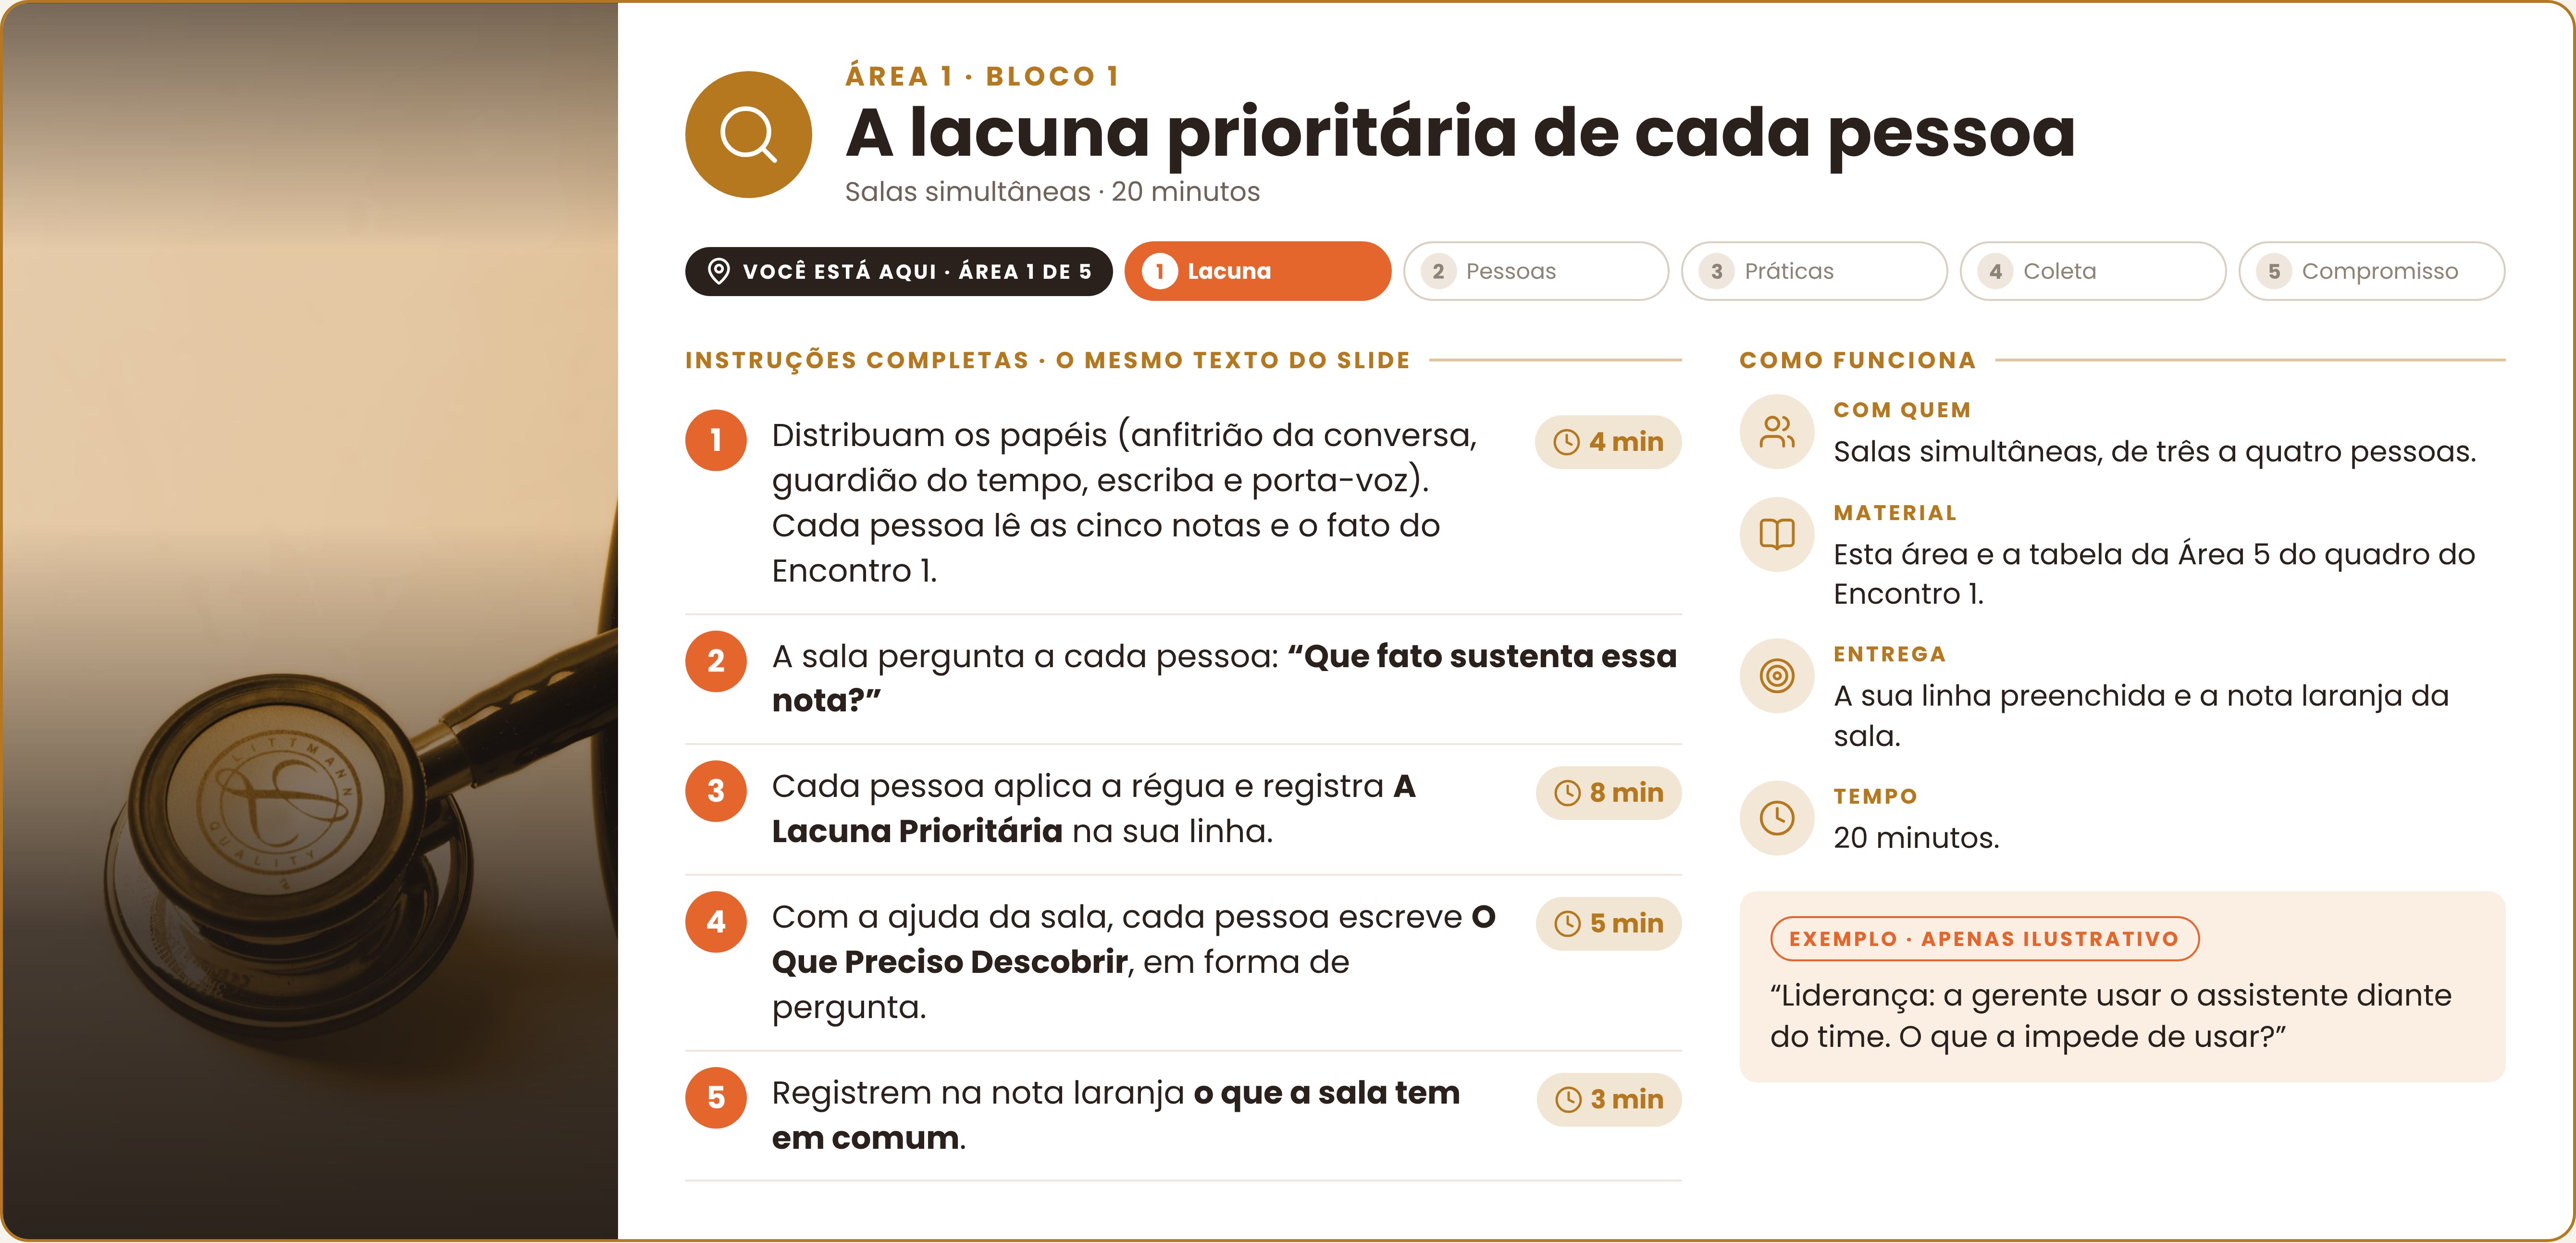 ÁREA 1 · BLOCO 1
A lacuna prioritária de cada pessoa
Salas simultâneas · 20 minutos
VOCÊ ESTÁ AQUI · ÁREA 1 DE 5
1 Lacuna
2 Pessoas
3 Práticas
4 Coleta
5 Compromisso
INSTRUÇÕES COMPLETAS · O MESMO TEXTO DO SLIDE
1
Distribuam os papéis (anfitrião da conversa,
guardião do tempo, escriba e porta-voz).
Cada pessoa lê as cinco notas e o fato do
Encontro 1.
4 min
2
A sala pergunta a cada pessoa: “Que fato sustenta essa
nota?”
3
Cada pessoa aplica a régua e registra A
Lacuna Prioritária na sua linha.
8 min
4
Com a ajuda da sala, cada pessoa escreve O
Que Preciso Descobrir, em forma de
pergunta.
5 min
5
Registrem na nota laranja o que a sala tem
em comum.
3 min
COMO FUNCIONA
COM QUEM
Salas simultâneas, de três a quatro pessoas.
MATERIAL
Esta área e a tabela da Área 5 do quadro do
Encontro 1.
ENTREGA
A sua linha preenchida e a nota laranja da
sala.
TEMPO
20 minutos.
EXEMPLO · APENAS ILUSTRATIVO
“Liderança: a gerente usar o assistente diante
do time. O que a impede de usar?”
LITTMANN
QUALITY